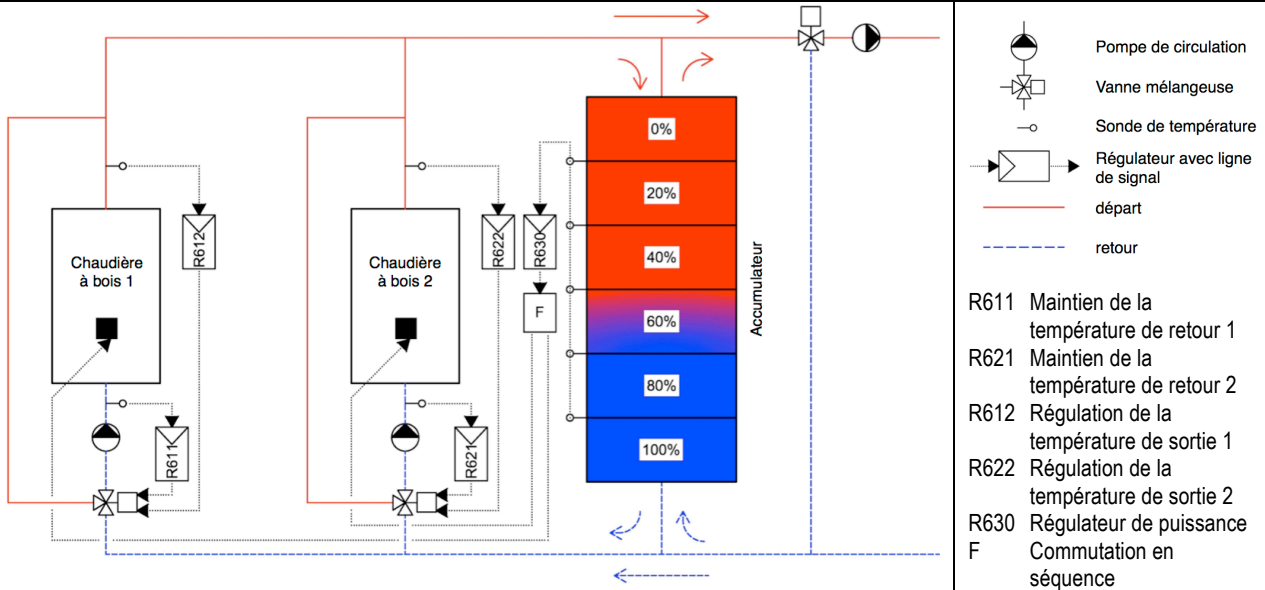 Chaudière
à bois 1
R612
R611
Chaudière
à bois 2
R622
R621
R630
F
0%
20%
40%
60%
80%
100%
Accumulateur
Pompe de circulation
Vanne mélangeuse
Sonde de température
Régulateur avec ligne
de signal
départ
retour
R611 Maintien de la
température de retour 1
R621 Maintien de la
température de retour 2
R612 Régulation de la
température de sortie 1
R622 Régulation de la
température de sortie 2
R630 Régulateur de puissance
F Commutation en
séquence